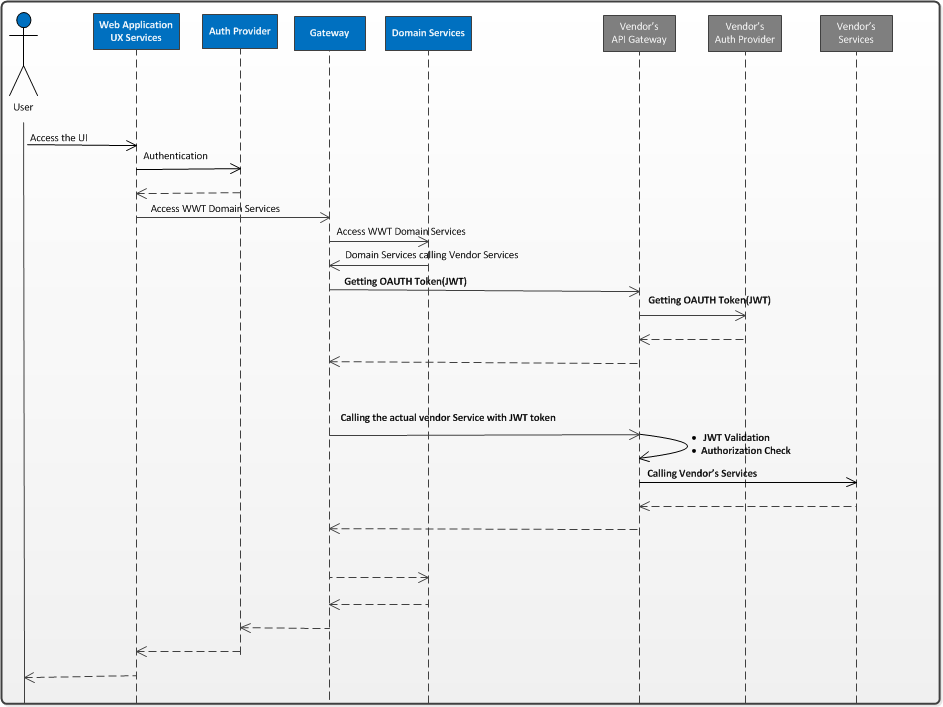 Web Application
UX Services
Auth Provider
Gateway
Domain Services
Vendor's
API Gateway
Vendor's
Auth Provider
Vendor's
Services
User
Access the UI
Authentication
Access WWT Domain Services
Access WWT Domain Services
Domain Services calling Vendor Services
Getting OAUTH Token(JWT)
Getting OAUTH Token(JWT)
Calling the actual vendor Service with JWT token
• JWT Validation
• Authorization Check
Calling Vendor's Services